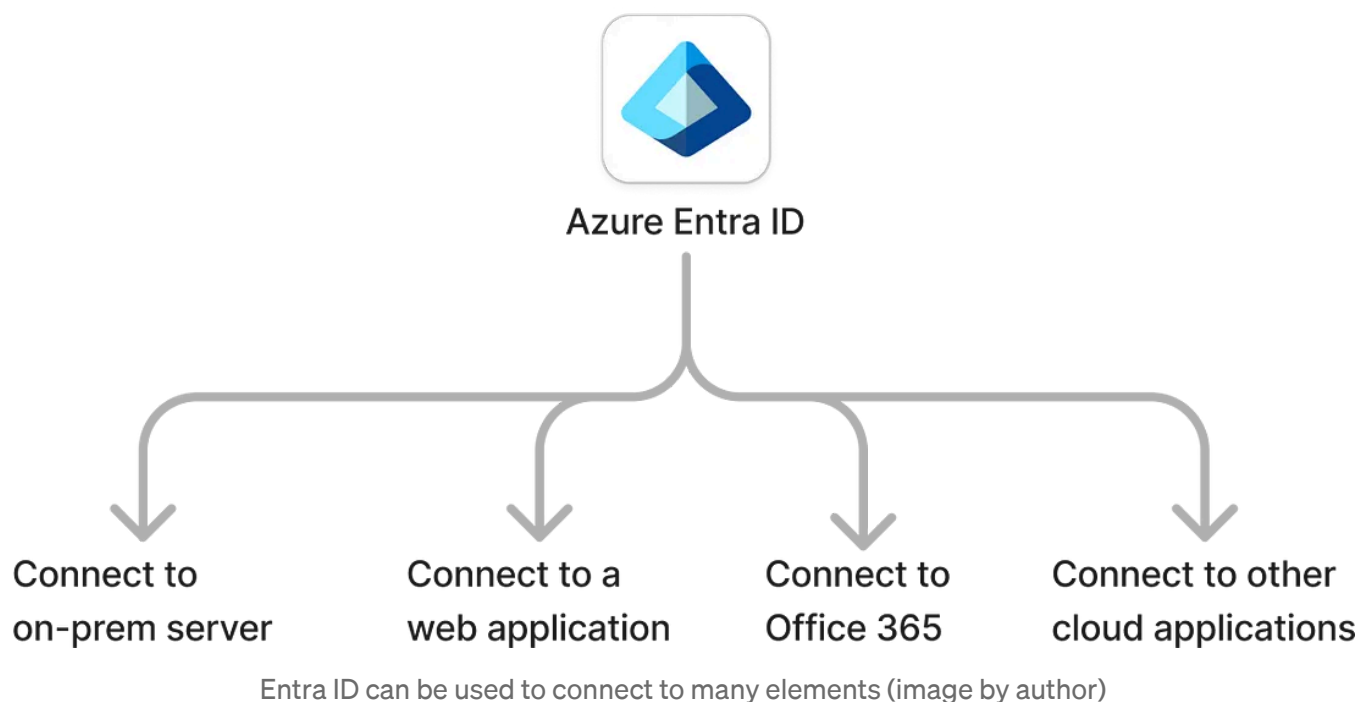 Azure Entra ID
Connect to
on-prem server
Connect to a
web application
Connect to
Office 365
Connect to other
cloud applications
Entra ID can be used to connect to many elements (image by author)